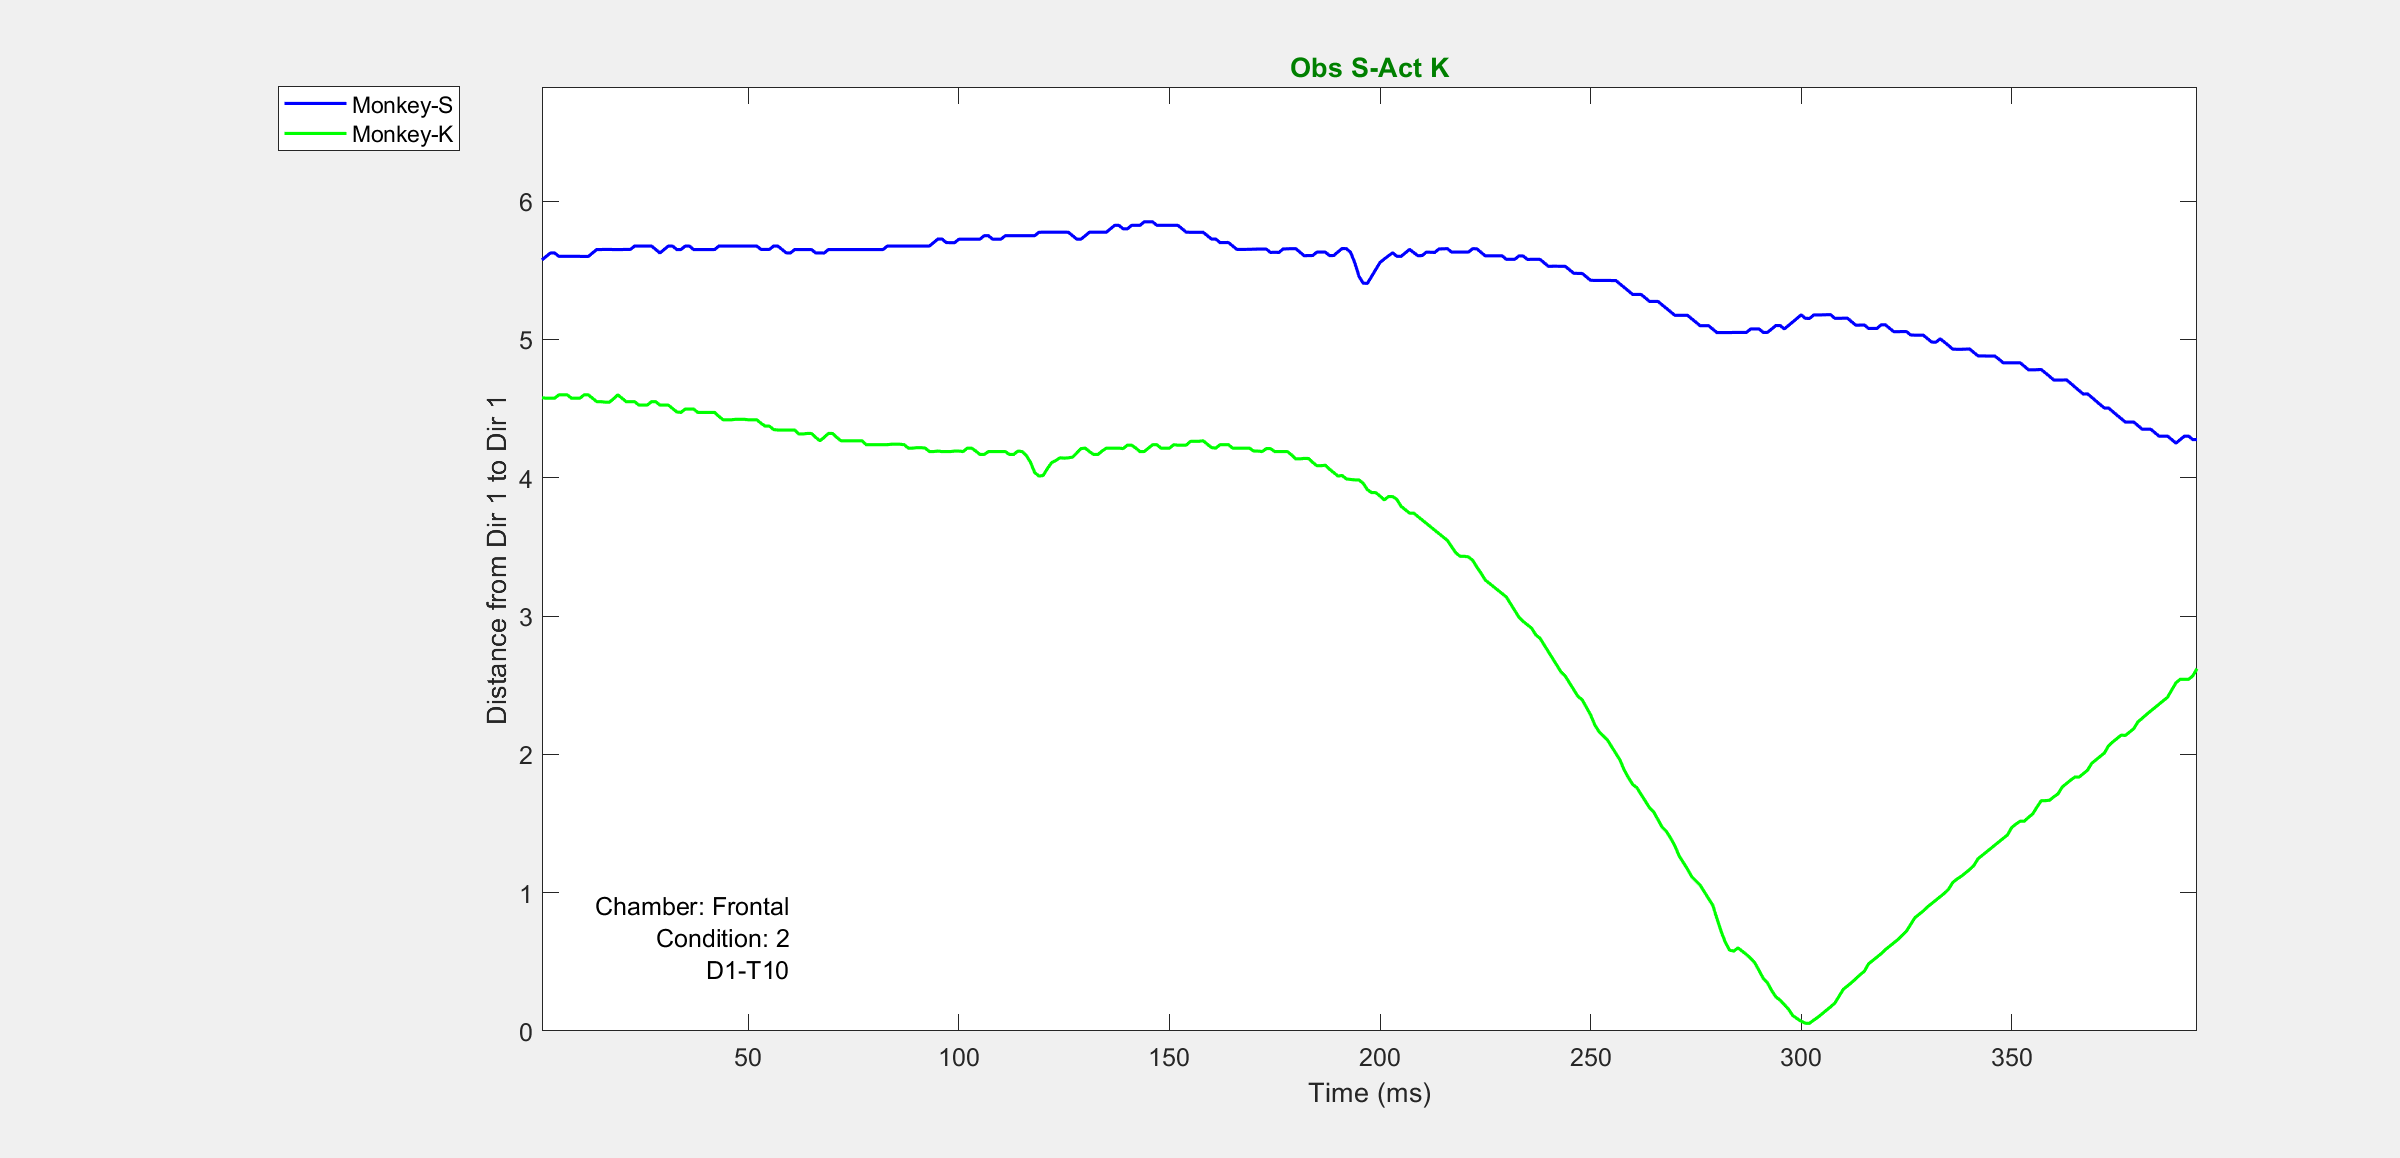 Obs S-Act K
Monkey-S
Monkey-K
Distance from Dir 1 to Dir 1
6
5
4
3
2
1
0
Chamber: Frontal
Condition: 2
D1-T10
50 100 150 200 250 300 350
Time (ms)